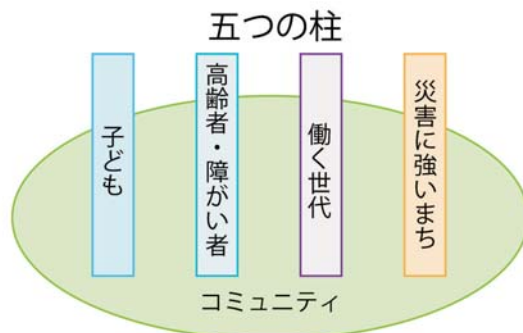 五つの柱
子ども
高齢者・障がい者
働く世代
災害に強いまち
コミュニティ